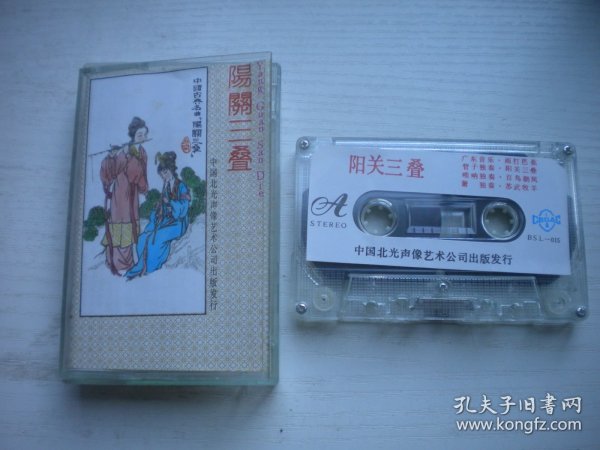 陽關三叠
Yang Guan San Die
中國古典名曲
陽關三叠
中国北光声像艺术公司出版发行
阳关三叠
广东音乐·雨打芭蕉
管子独奏·阳关三叠
唢呐独奏·百鸟朝凤
箫 独奏·苏武牧羊
A
STEREO
BSL-015
中国北光声像艺术公司出版发行
孔夫子旧书网
www.kongfz.com